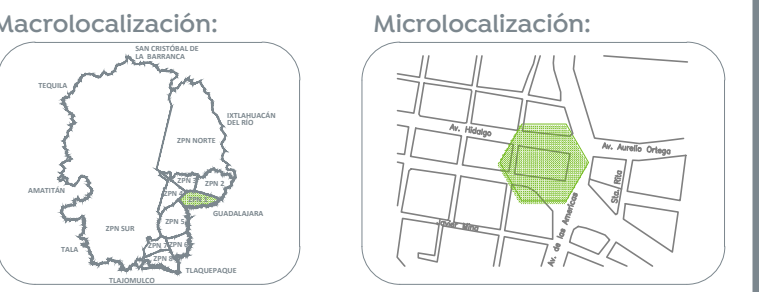 Macrolocalización:
SAN CRISTÓBAL DE
LA BARRANCA
TEQUILA
IXTLAHUACÁN
DEL RÍO
ZPN NORTE
ZPN 3
ZPN 2
AMATITÁN
ZPN 4
ZPN 1
GUADALAJARA
ZPN 5
ZPN SUR
TALA
ZPN 7
ZPN 6
ZPN 8
TLAQUEPAQUE
TLAJOMULCO
Microlocalización:
Av. Hidalgo
Av. Aurelio Ortega
Sta. Rita
Javier Mina
Av. de las Americas